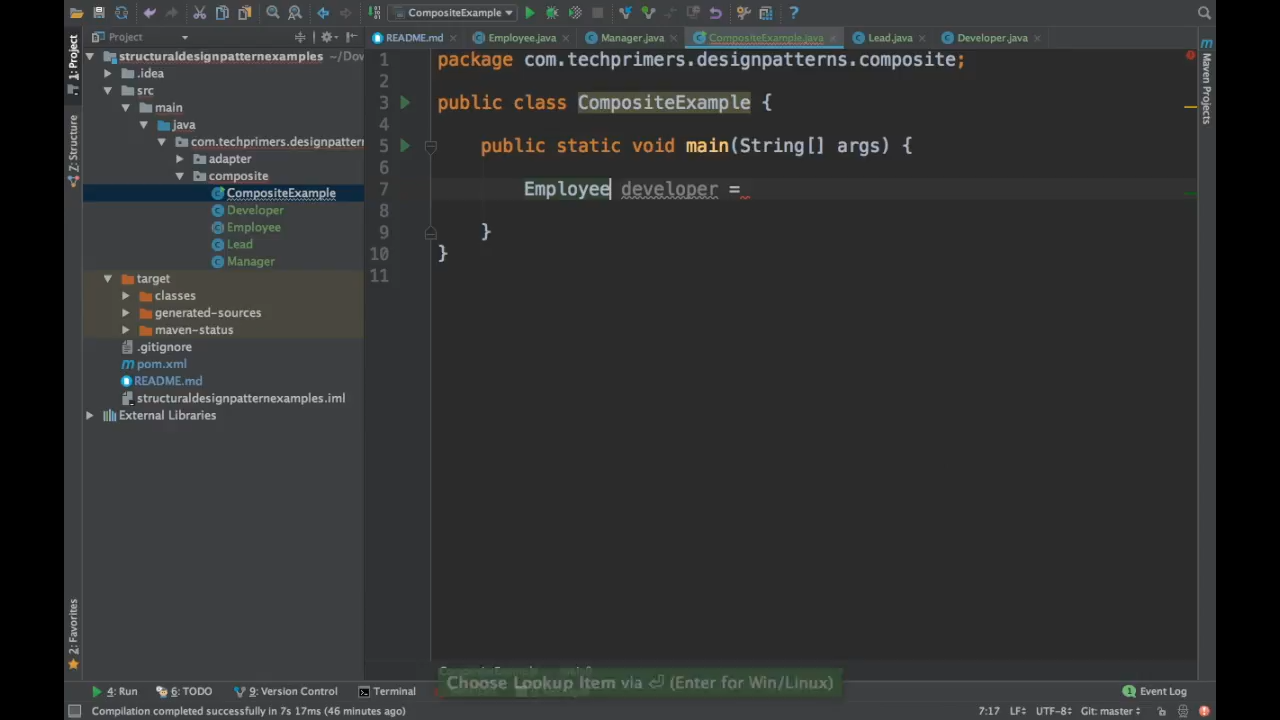 CompositeExample
Project
README.md
Employee.java
Manager.java
CompositeExample.java
Lead.java
Developer.java
1: Project
Z: Structure
2: Favorites
Maven Projects
structuraldesignpatternexamples ~/Dow
.idea
src
main
java
com.techprimers.designpattern
adapter
composite
CompositeExample
Developer
Employee
Lead
Manager
target
classes
generated-sources
maven-status
.gitignore
pom.xml
README.md
structuraldesignpatternexamples.iml
External Libraries
1 package com.techprimers.designpatterns.composite;
2
3 public class CompositeExample {
4
5 public static void main(String[] args) {
6
7 Employee developer =
8
9 }
10 }
11
Choose Lookup Item via ⏎ (Enter for Win/Linux)
4: Run
6: TODO
9: Version Control
Terminal
1 Event Log
Compilation completed successfully in 7s 17ms (46 minutes ago)
7:17 LF÷ UTF-8÷ Git: master÷